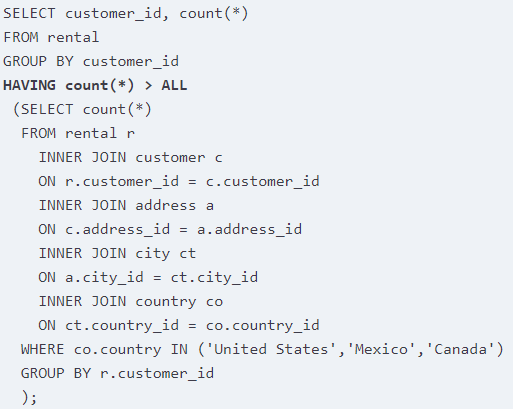 SELECT customer_id, count(*)
FROM rental
GROUP BY customer_id
HAVING count(*) > ALL
(SELECT count(*)
FROM rental r
INNER JOIN customer c
ON r.customer_id = c.customer_id
INNER JOIN address a
ON c.address_id = a.address_id
INNER JOIN city ct
ON a.city_id = ct.city_id
INNER JOIN country co
ON ct.country_id = co.country_id
WHERE co.country IN ('United States','Mexico','Canada')
GROUP BY r.customer_id
);